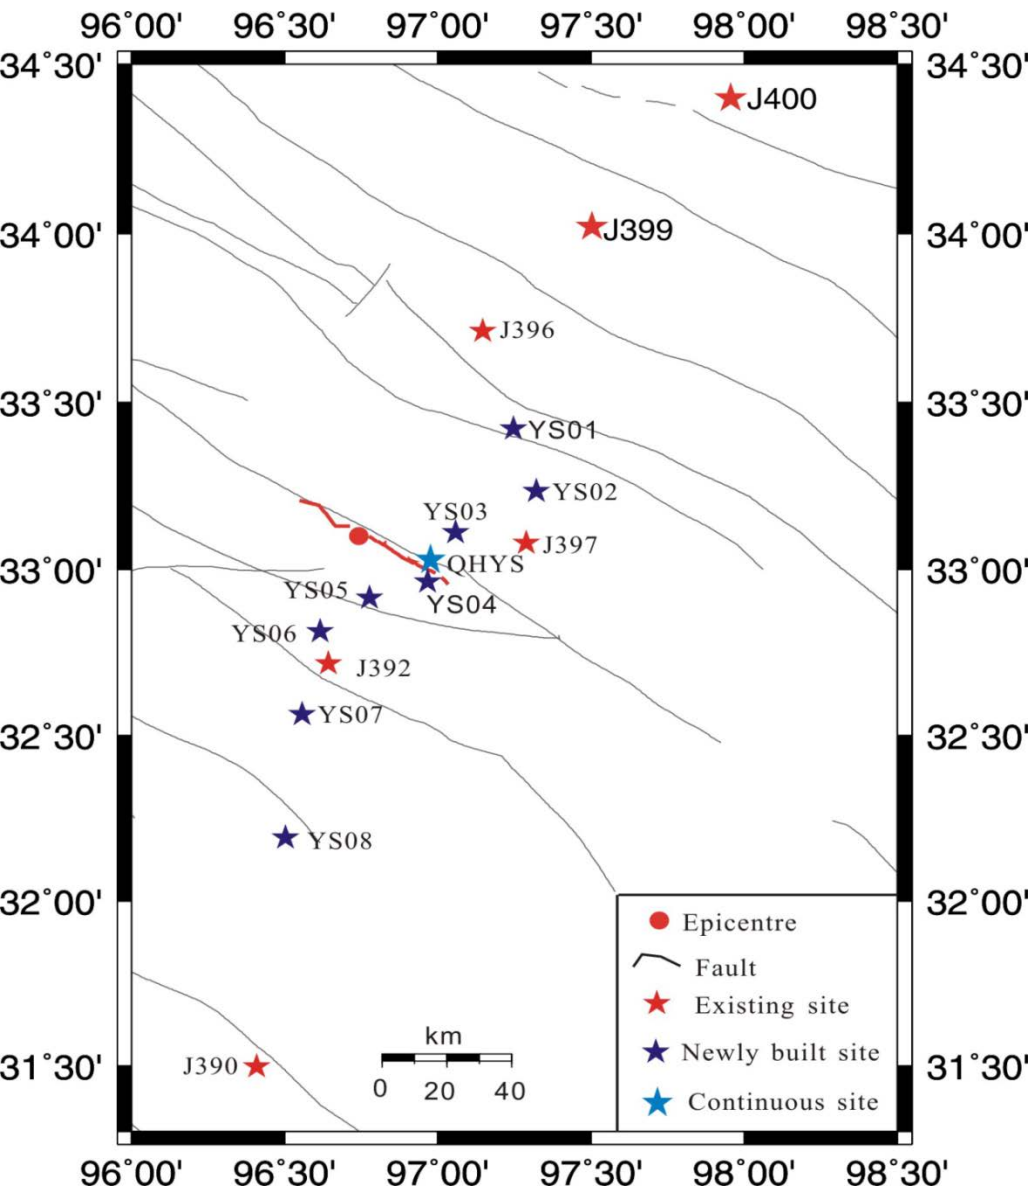 96˚00' 96˚30' 97˚00' 97˚30' 98˚00' 98˚30'
34˚30' 34˚30'
J400
J399
34˚00' 34˚00'
J396
33˚30' 33˚30'
YS01
YS02
YS03
J397
QHYS
33˚00' 33˚00'
YS05
YS04
YS06
J392
YS07
32˚30' 32˚30'
YS08
32˚00' 32˚00'
Epicentre
Fault
Existing site
km
Newly built site
J390
31˚30' 31˚30'
0 20 40
Continuous site
96˚00' 96˚30' 97˚00' 97˚30' 98˚00' 98˚30'